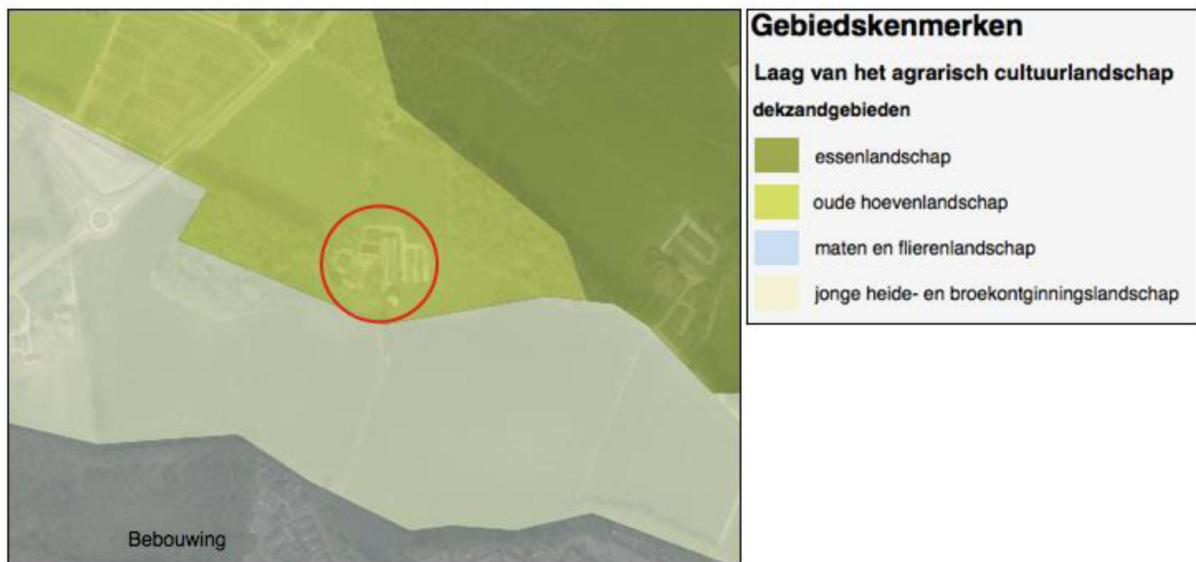 Gebiedskenmerken
Laag van het agrarisch cultuurlandschap
dekzandgebieden
essenlandschap
oude hoevenlandschap
maten en flierenlandschap
jonge heide- en broekontginningslandschap
Bebouwing